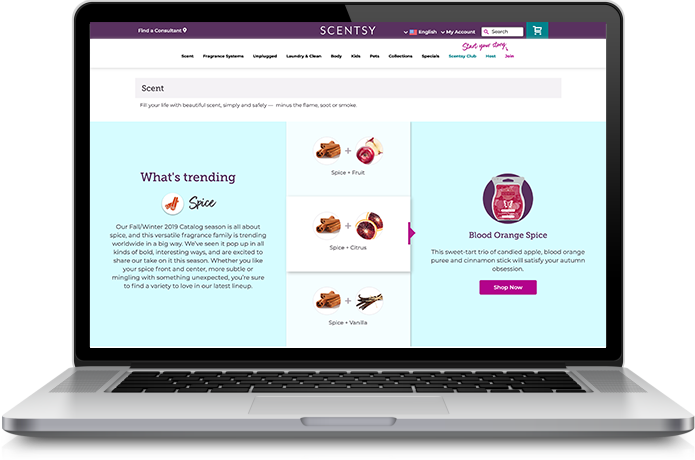 Find a Consultant
SCENTSY
English
My Account
Search
Start your story
Scent Fragrance Systems Unplugged Laundry & Clean Body Kids Pets Collections Specials Scentsy Club Host Join
Scent
Fill your life with beautiful scent, simply and safely — minus the flame, soot or smoke.
What's trending
Spice
Our Fall/Winter 2019 Catalog season is all about
spice, and this versatile fragrance family is trending
worldwide in a big way. We've seen it pop up in all
kinds of bold, interesting ways, and are excited to
share our take on it this season. Whether you like
your spice front and center, more subtle or
mingling with something unexpected, you're sure
to find a variety to love in our latest lineup.
+
Spice + Fruit
+
Spice + Citrus
+
Spice + Vanilla
Blood Orange Spice
This sweet-tart trio of candied apple, blood orange
puree and cinnamon stick will satisfy your autumn
obsession.
Shop Now